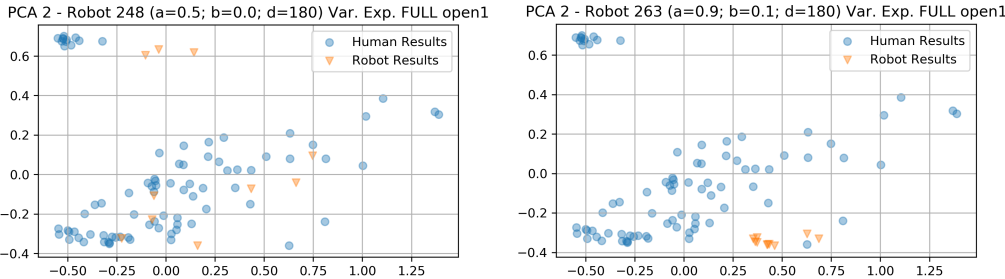 PCA 2 - Robot 248 (a=0.5; b=0.0; d=180) Var. Exp. FULL open1
Human Results
Robot Results
0.6
0.4
0.2
0.0
−0.2
−0.4
−0.50 −0.25 0.00 0.25 0.50 0.75 1.00 1.25
PCA 2 - Robot 263 (a=0.9; b=0.1; d=180) Var. Exp. FULL open1
Human Results
Robot Results
0.6
0.4
0.2
0.0
−0.2
−0.4
−0.50 −0.25 0.00 0.25 0.50 0.75 1.00 1.25